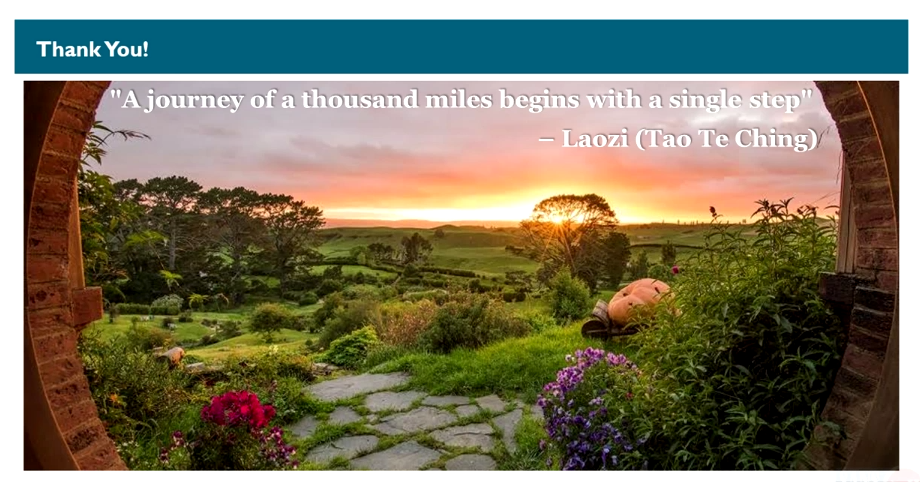 Thank You!
"A journey of a thousand miles begins with a single step"
– Laozi (Tao Te Ching)